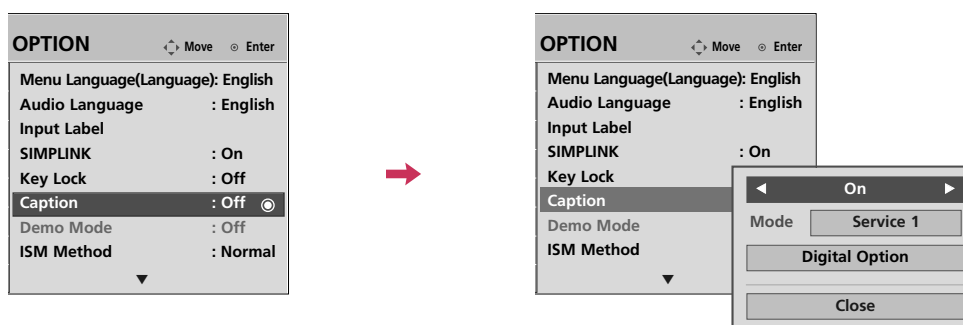 OPTION Move Enter
Menu Language(Language): English
Audio Language : English
Input Label
SIMPLINK : On
Key Lock : Off
Caption : Off
Demo Mode : Off
ISM Method : Normal
OPTION Move Enter
Menu Language(Language): English
Audio Language : English
Input Label
SIMPLINK : On
Key Lock
Caption
Demo Mode
ISM Method
On
Mode Service 1
Digital Option
Close